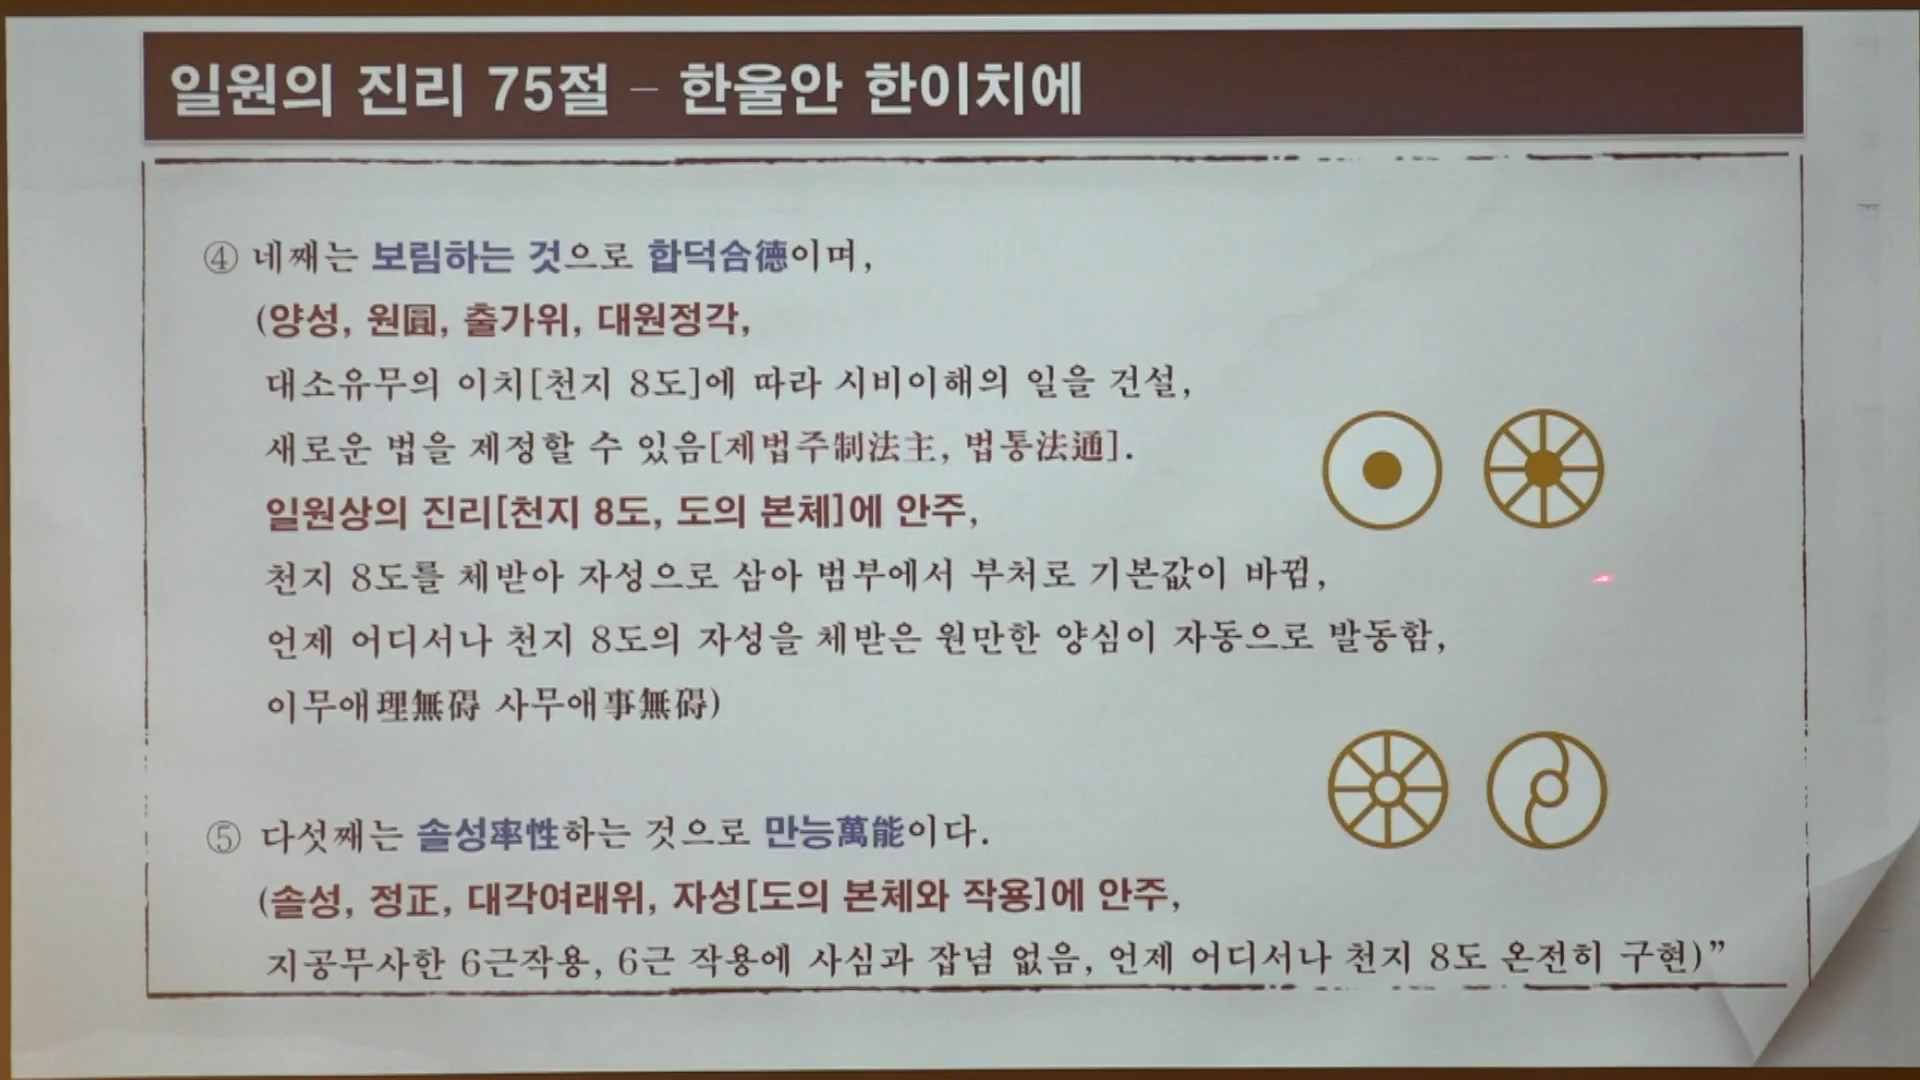 일원의 진리 75절 – 한울안 한이치에
④ 네째는 보림하는 것으로 합덕合德이며,
(양성, 원圓, 출가위, 대원정각,
대소유무의 이치[천지 8도]에 따라 시비이해의 일을 건설,
새로운 법을 제정할 수 있음[제법주制法主, 법통法通].
일원상의 진리[천지 8도, 도의 본체]에 안주,
천지 8도를 체받아 자성으로 삼아 범부에서 부처로 기본값이 바뀜,
언제 어디서나 천지 8도의 자성을 체받은 원만한 양심이 자동으로 발동함,
이무애理無碍 사무애事無碍)
⑤ 다섯째는 솔성率性하는 것으로 만능萬能이다.
(솔성, 정正, 대각여래위, 자성[도의 본체와 작용]에 안주,
지공무사한 6근작용, 6근 작용에 사심과 잡념 없음, 언제 어디서나 천지 8도 온전히 구현)”